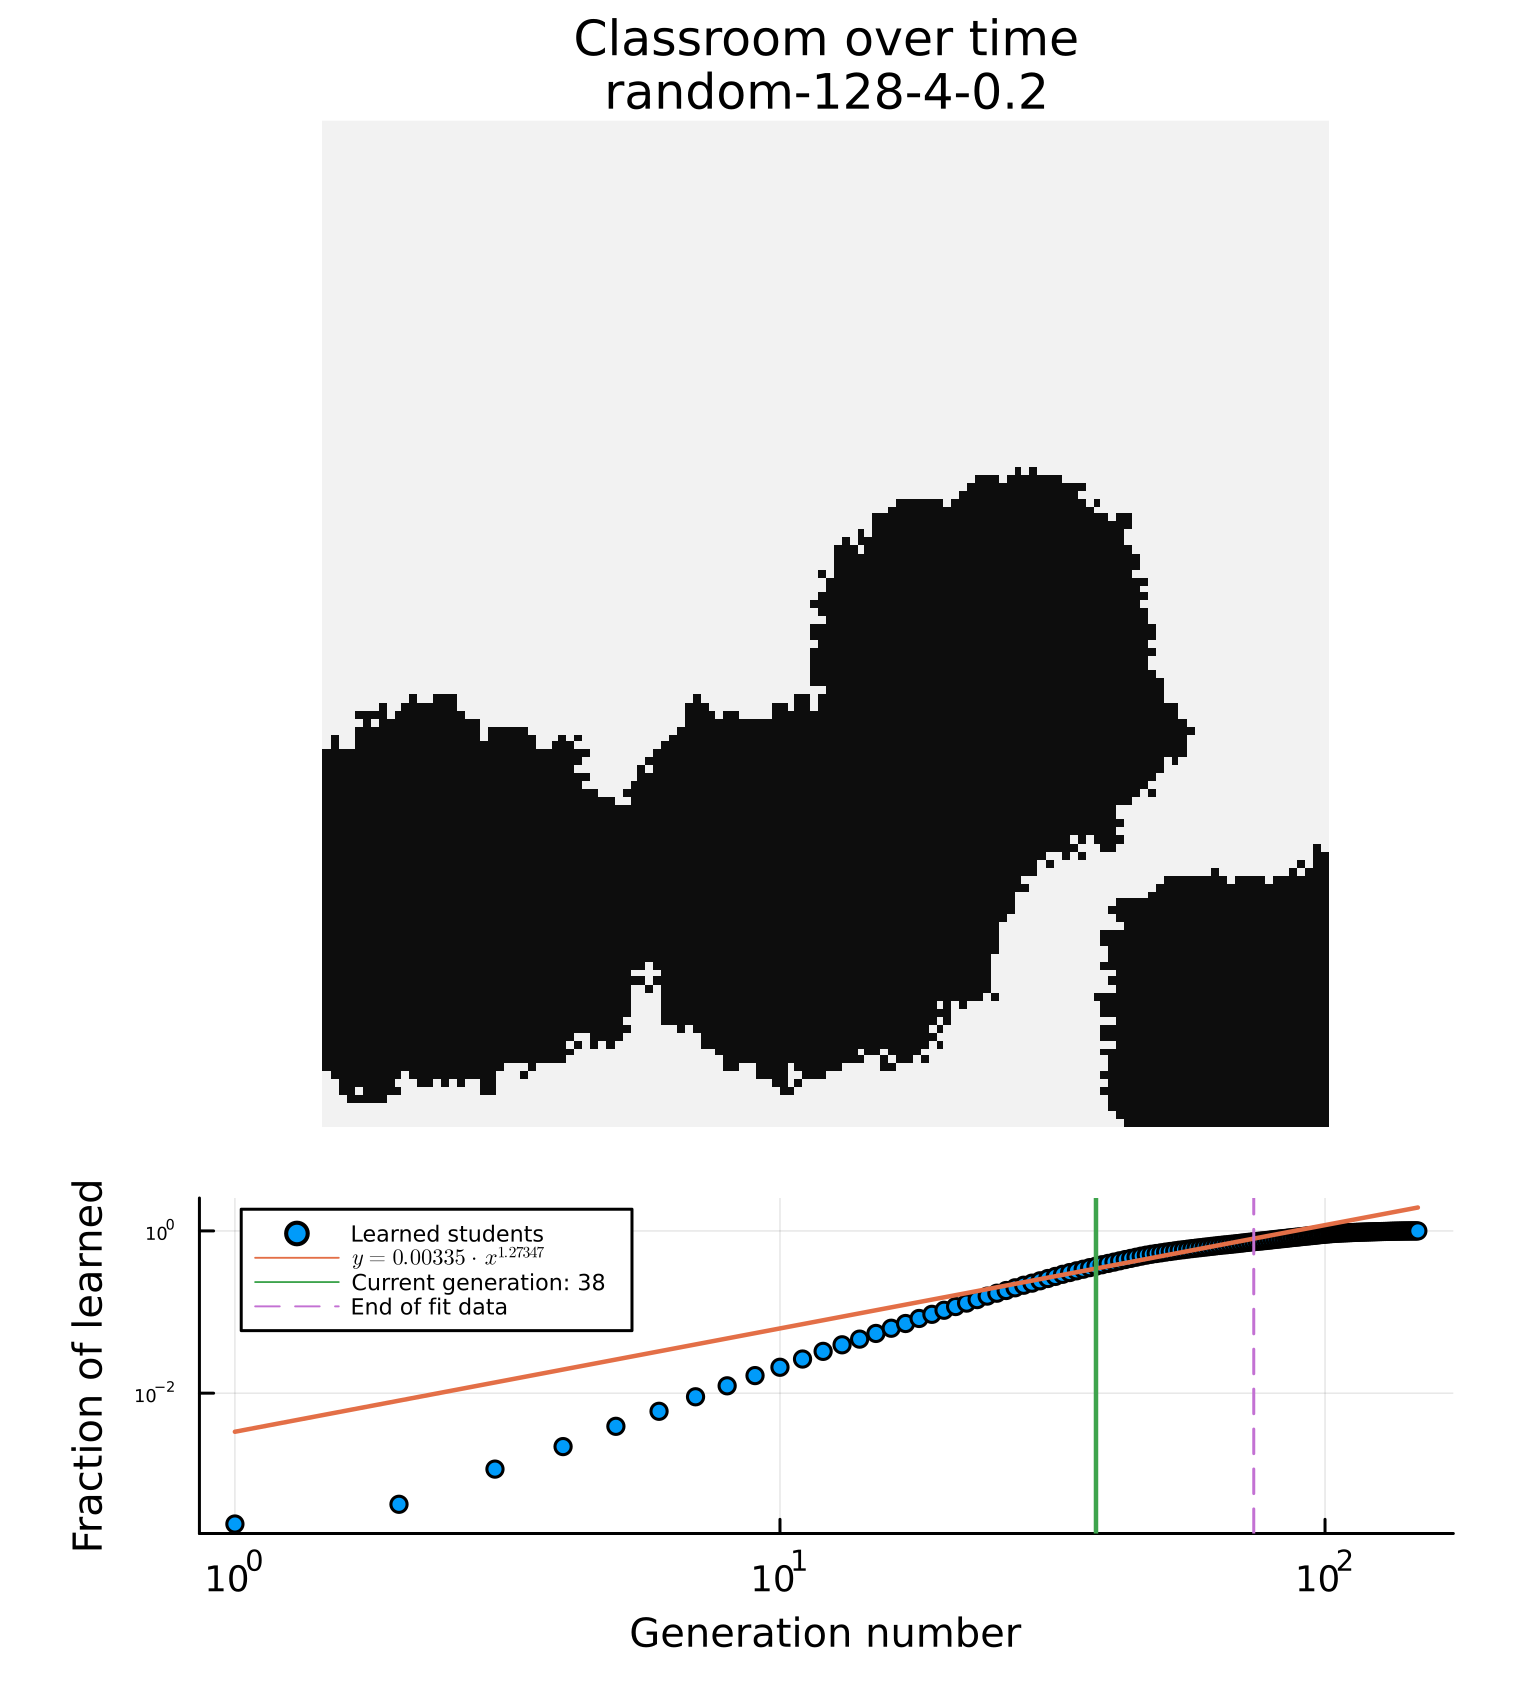 Classroom over time
random-128-4-0.2
Fraction of learned
10^0
10^−2
Learned students
y = 0.00335 · x^1.27347
Current generation: 38
End of fit data
10^0 10^1 10^2
Generation number